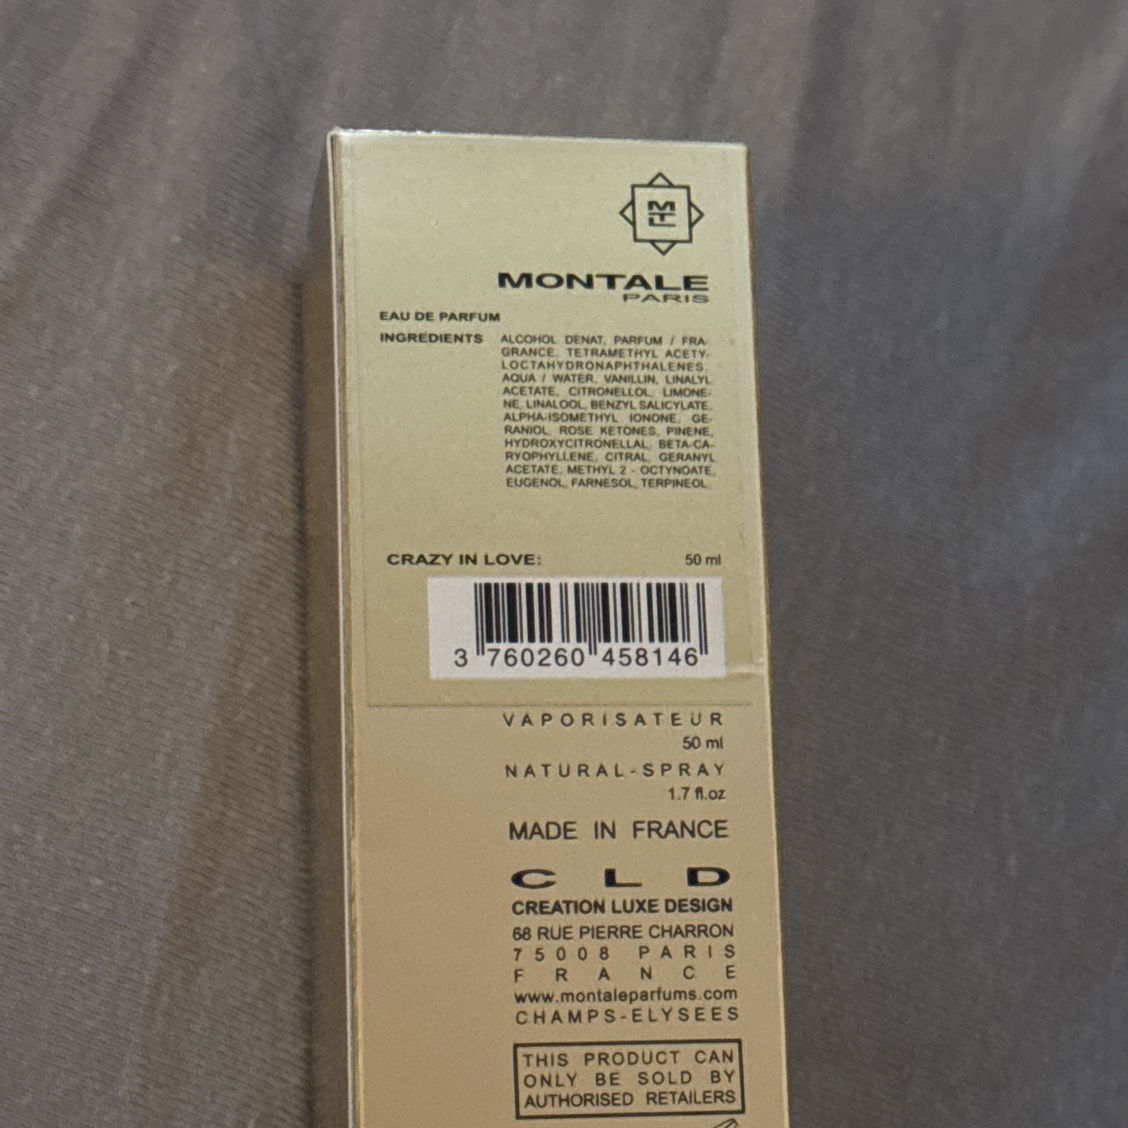 MTL
MONTALE
PARIS
EAU DE PARFUM
INGREDIENTS ALCOHOL DENAT, PARFUM / FRA-
GRANCE, TETRAMETHYL ACETY-
LOCTAHYDRONAPHTHALENES,
AQUA / WATER, VANILLIN, LINALYL
ACETATE, CITRONELLOL, LIMONE-
NE, LINALOOL, BENZYL SALICYLATE,
ALPHA-ISOMETHYL IONONE, GE-
RANIOL, ROSE KETONES, PINENE,
HYDROXYCITRONELLAL, BETA-CA-
RYOPHYLLENE, CITRAL, GERANYL
ACETATE, METHYL 2 - OCTYNOATE,
EUGENOL, FARNESOL, TERPINEOL.
CRAZY IN LOVE: 50 ml
3 760260 458146
VAPORISATEUR
50 ml
NATURAL-SPRAY
1.7 fl.oz
MADE IN FRANCE
CLD
CREATION LUXE DESIGN
68 RUE PIERRE CHARRON
75008 PARIS
FRANCE
www.montaleparfums.com
CHAMPS-ELYSEES
THIS PRODUCT CAN
ONLY BE SOLD BY
AUTHORISED RETAILERS